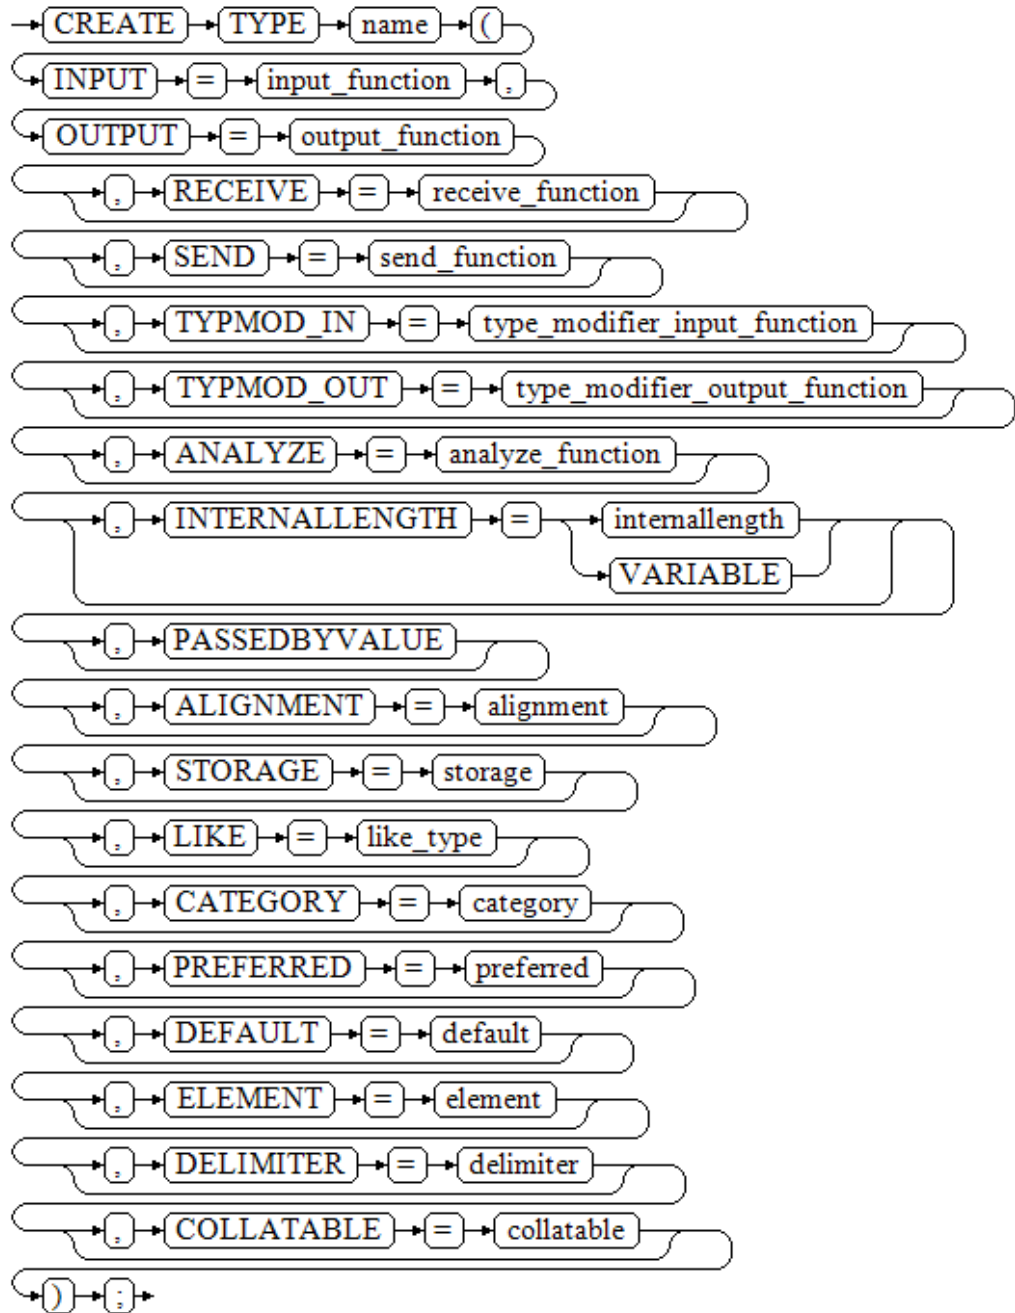 CREATE TYPE name (
INPUT = input_function ,
OUTPUT = output_function
, RECEIVE = receive_function
, SEND = send_function
, TYPMOD_IN = type_modifier_input_function
, TYPMOD_OUT = type_modifier_output_function
, ANALYZE = analyze_function
, INTERNALLENGTH = internallength
VARIABLE
, PASSEDBYVALUE
, ALIGNMENT = alignment
, STORAGE = storage
, LIKE = like_type
, CATEGORY = category
, PREFERRED = preferred
, DEFAULT = default
, ELEMENT = element
, DELIMITER = delimiter
, COLLATABLE = collatable
) ;